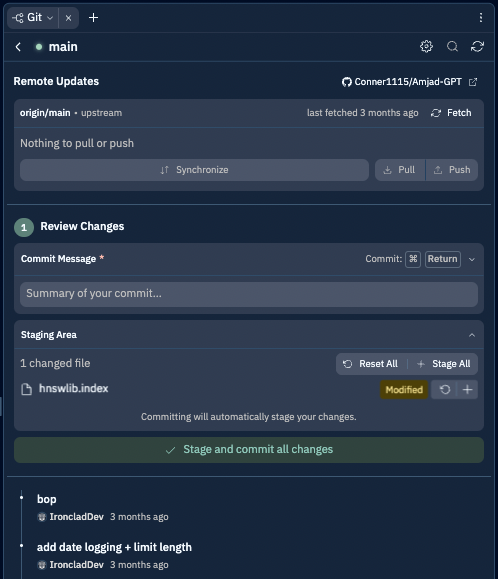 Git
main
Remote Updates
Conner1115/Amjad-GPT
origin/main • upstream
last fetched 3 months ago
Fetch
Nothing to pull or push
Synchronize
Pull
Push
1
Review Changes
Commit Message *
Commit: ⌘ Return
Summary of your commit...
Staging Area
1 changed file
Reset All
Stage All
hnswlib.index
Modified
Committing will automatically stage your changes.
Stage and commit all changes
bop
IroncladDev 3 months ago
add date logging + limit length
IroncladDev 3 months ago